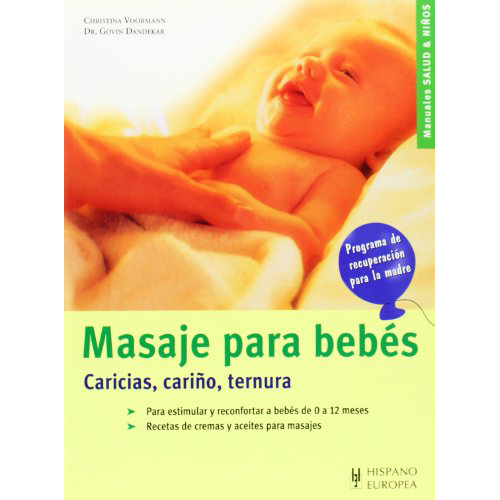 CHRISTINA VOORMANN
DR. GOVIN DANDEKAR
Manuales SALUD & NIÑOS
Programa de
recuperación
para la madre
Masaje para bebés
Caricias, cariño, ternura
Para estimular y reconfortar a bebés de 0 a 12 meses
Recetas de cremas y aceites para masajes
HISPANO
EUROPEA